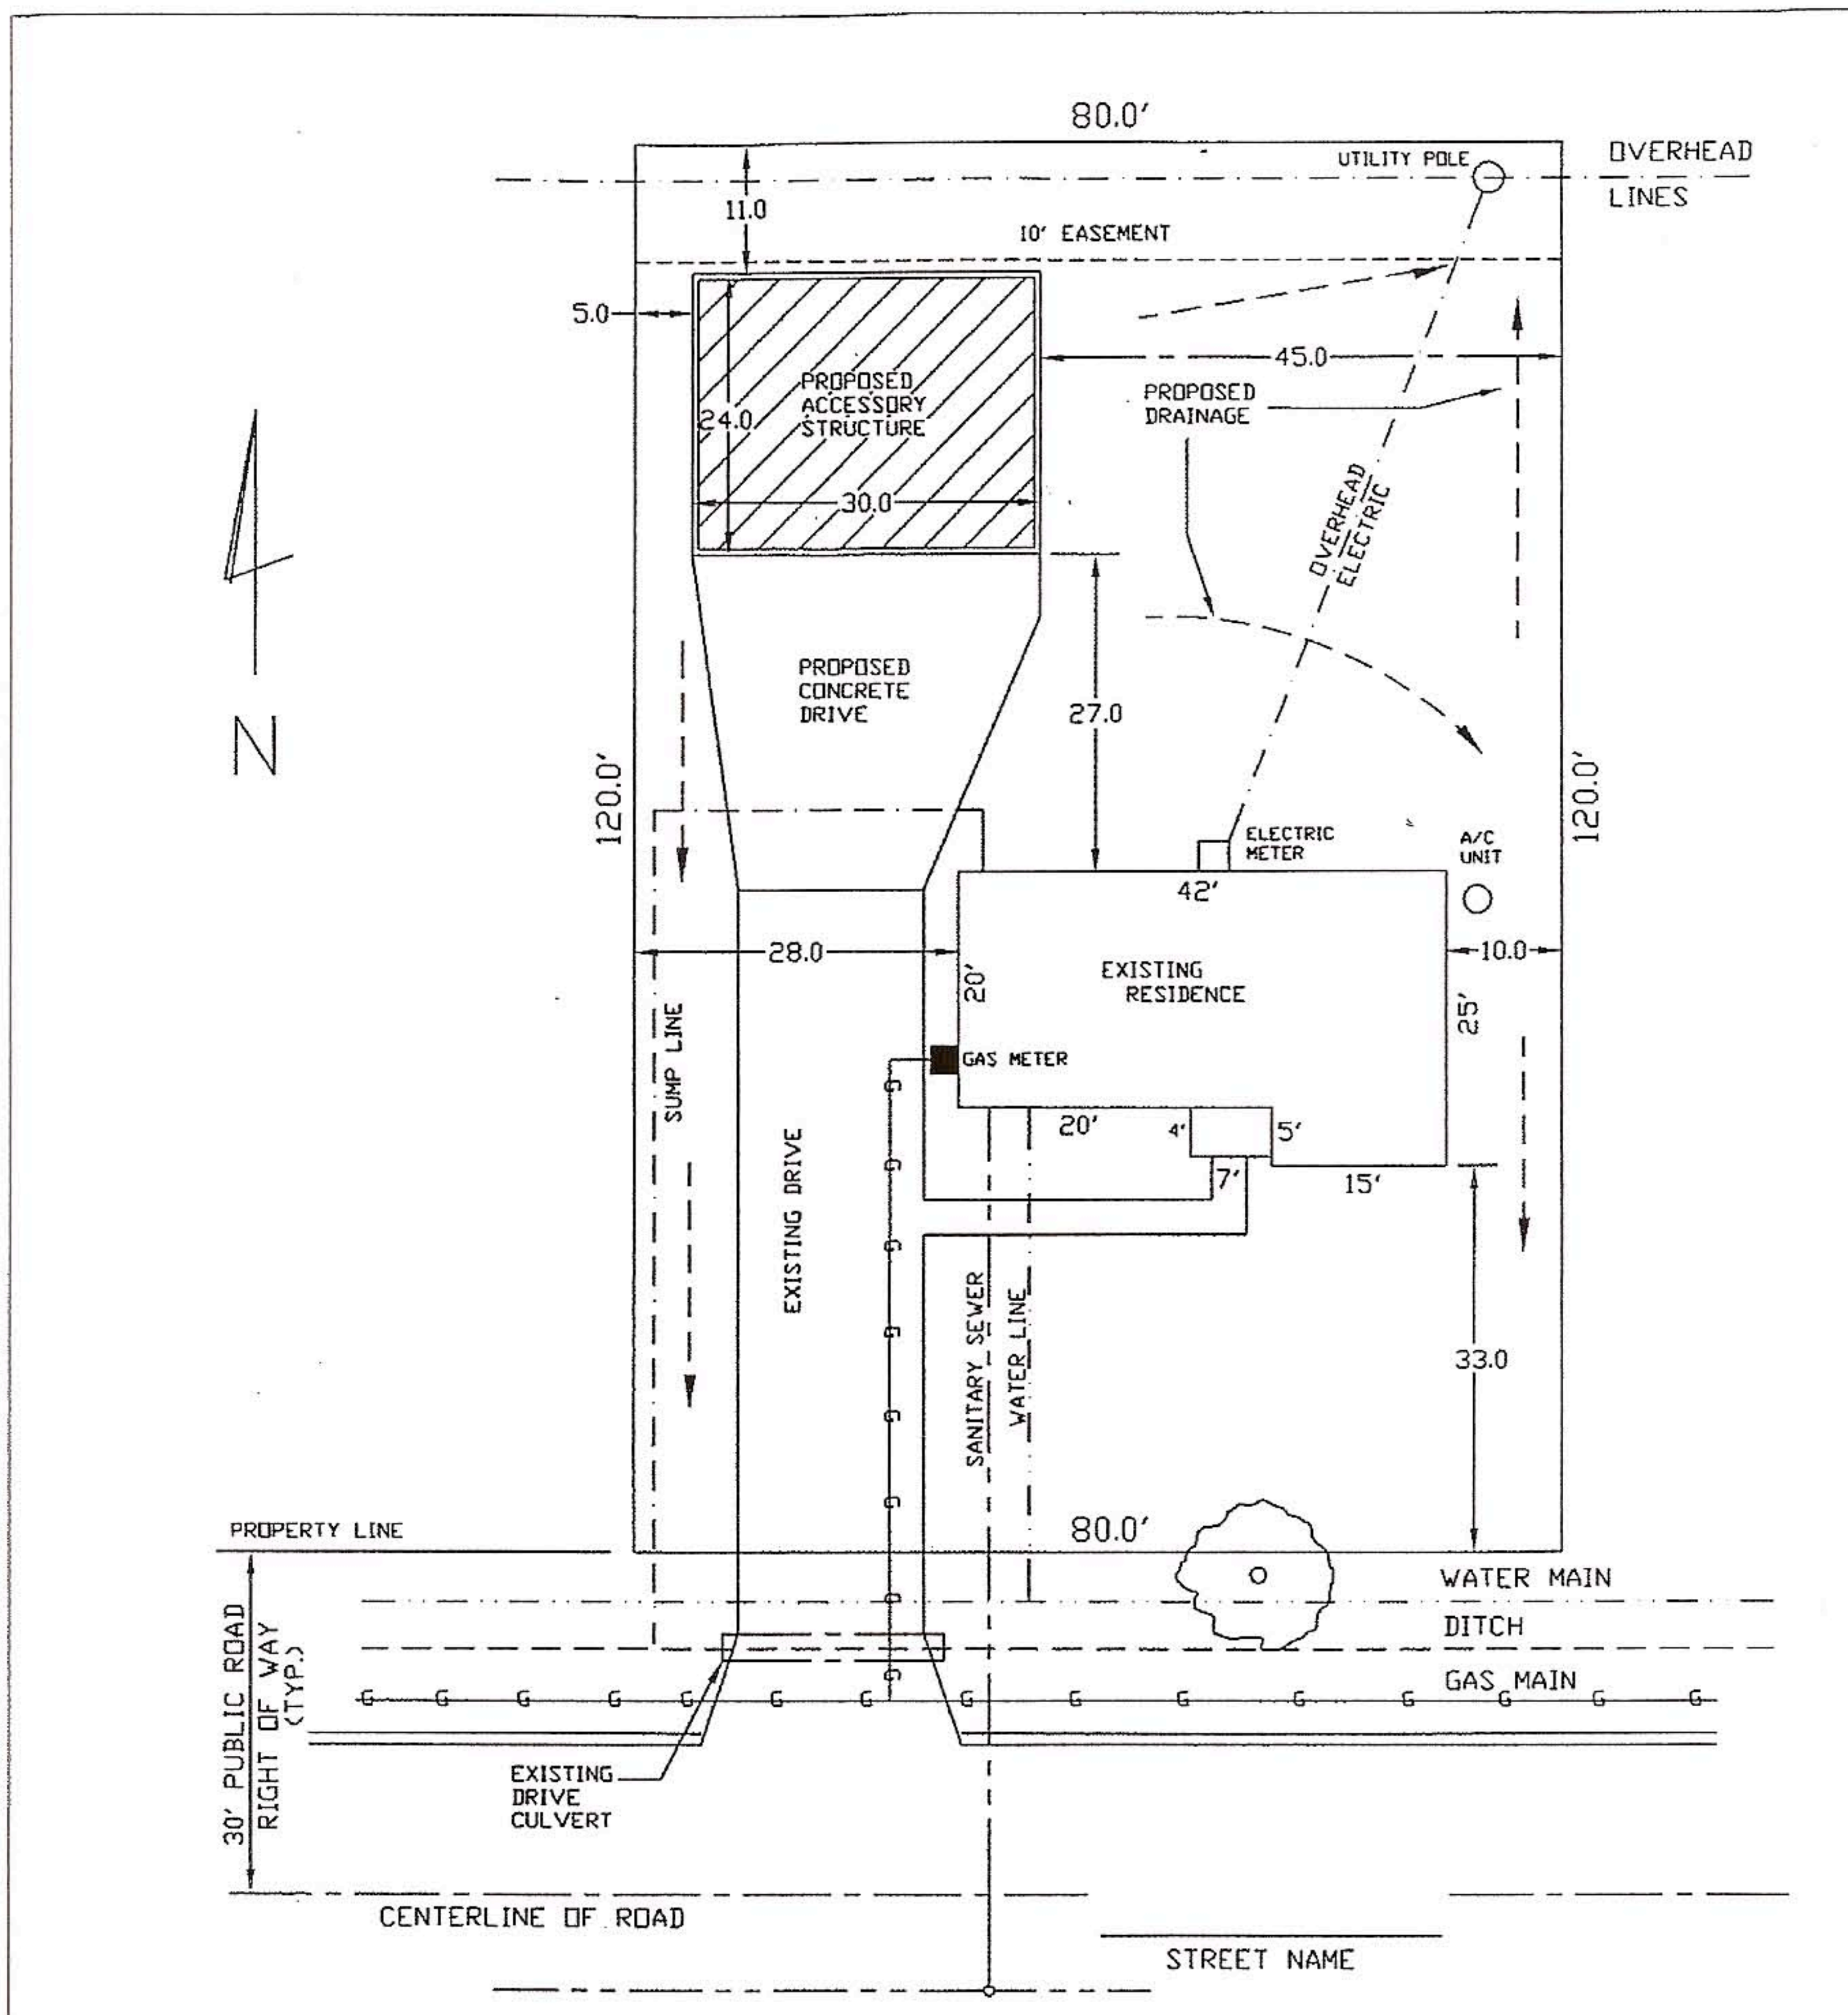 80.0'
UTILITY POLE
OVERHEAD
LINES
11.0
10' EASEMENT
5.0
45.0
PROPOSED
ACCESSORY
STRUCTURE
24.0
30.0
PROPOSED
DRAINAGE
OVERHEAD
ELECTRIC
N
PROPOSED
CONCRETE
DRIVE
27.0
120.0'
120.0'
ELECTRIC
METER
A/C
UNIT
42'
28.0
10.0
20'
EXISTING
RESIDENCE
25'
SUMP LINE
GAS METER
G
20'
4'
5'
EXISTING DRIVE
G
7'
15'
G
SANITARY SEWER
WATER LINE
G
33.0
G
G
PROPERTY LINE
80.0'
WATER MAIN
G
DITCH
30' PUBLIC ROAD
RIGHT OF WAY
(TYP.)
G
GAS MAIN
G G G G G G G G G G G G G G G
EXISTING
DRIVE
CULVERT
CENTERLINE OF ROAD
STREET NAME